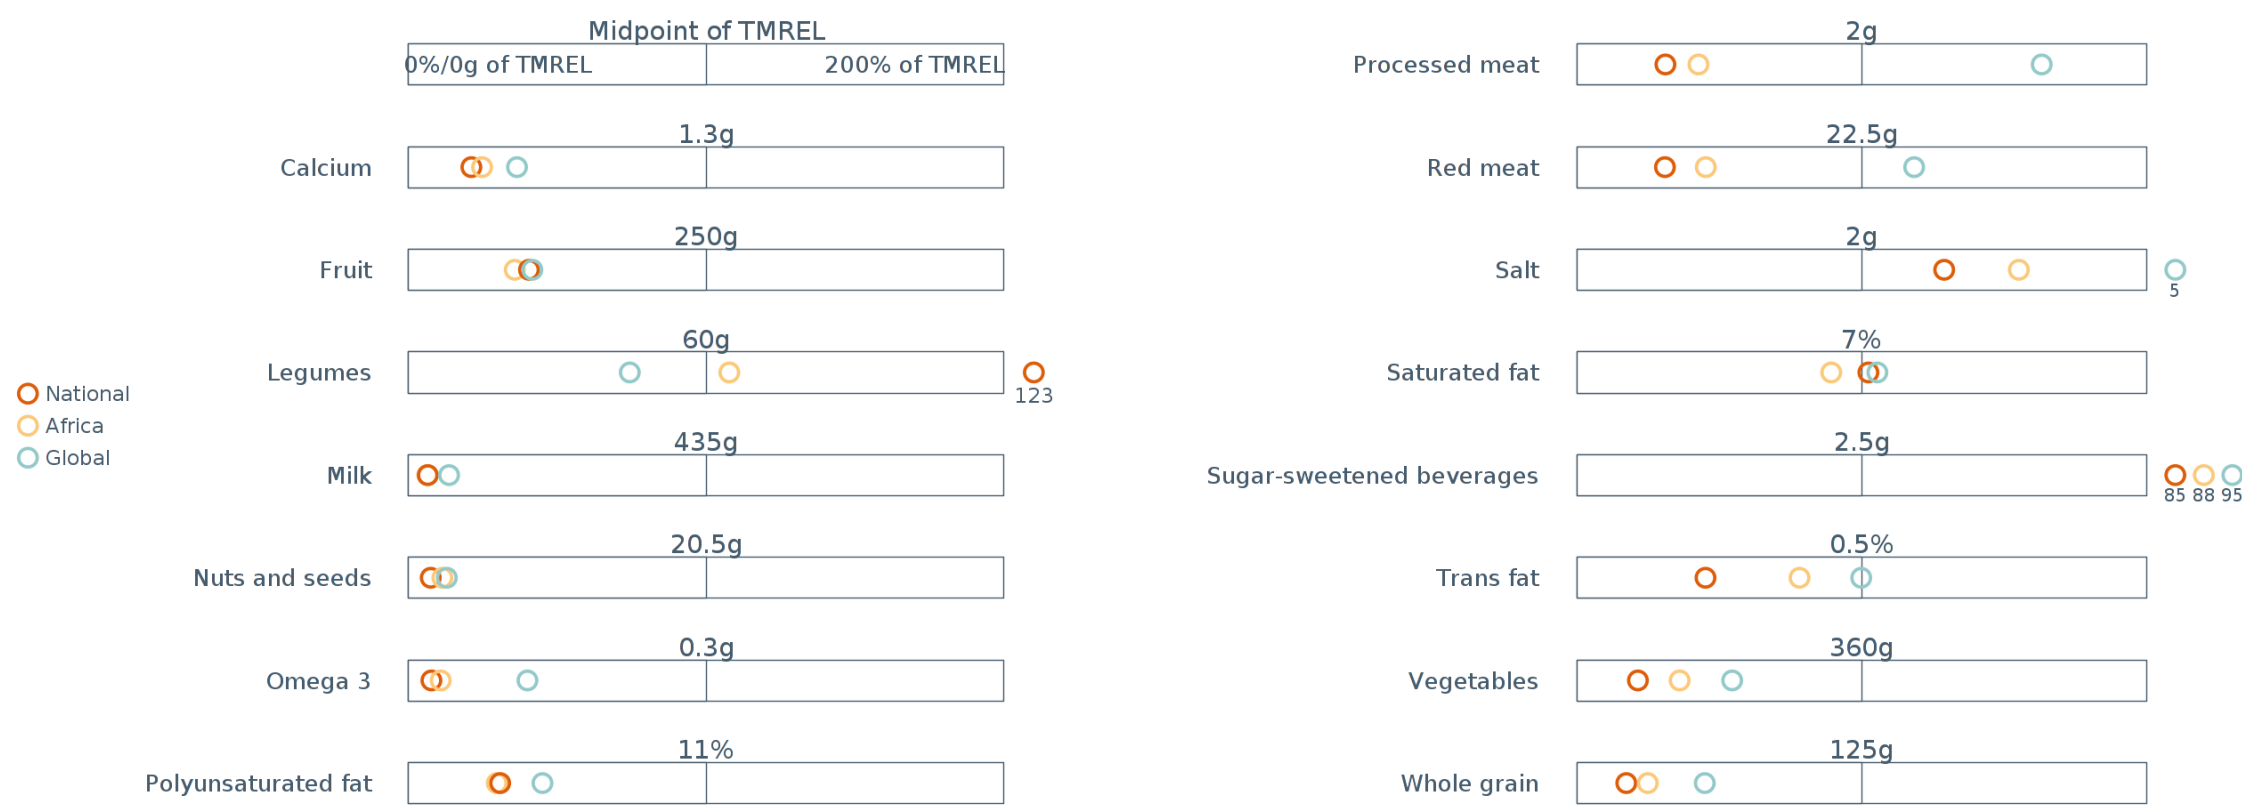 Midpoint of TMREL
0%/0g of TMREL 200% of TMREL
1.3g
Calcium
250g
Fruit
60g
Legumes
123
435g
Milk
20.5g
Nuts and seeds
0.3g
Omega 3
11%
Polyunsaturated fat
National
Africa
Global
2g
Processed meat
22.5g
Red meat
2g
Salt
5
7%
Saturated fat
2.5g
Sugar-sweetened beverages
85 88 95
0.5%
Trans fat
360g
Vegetables
125g
Whole grain